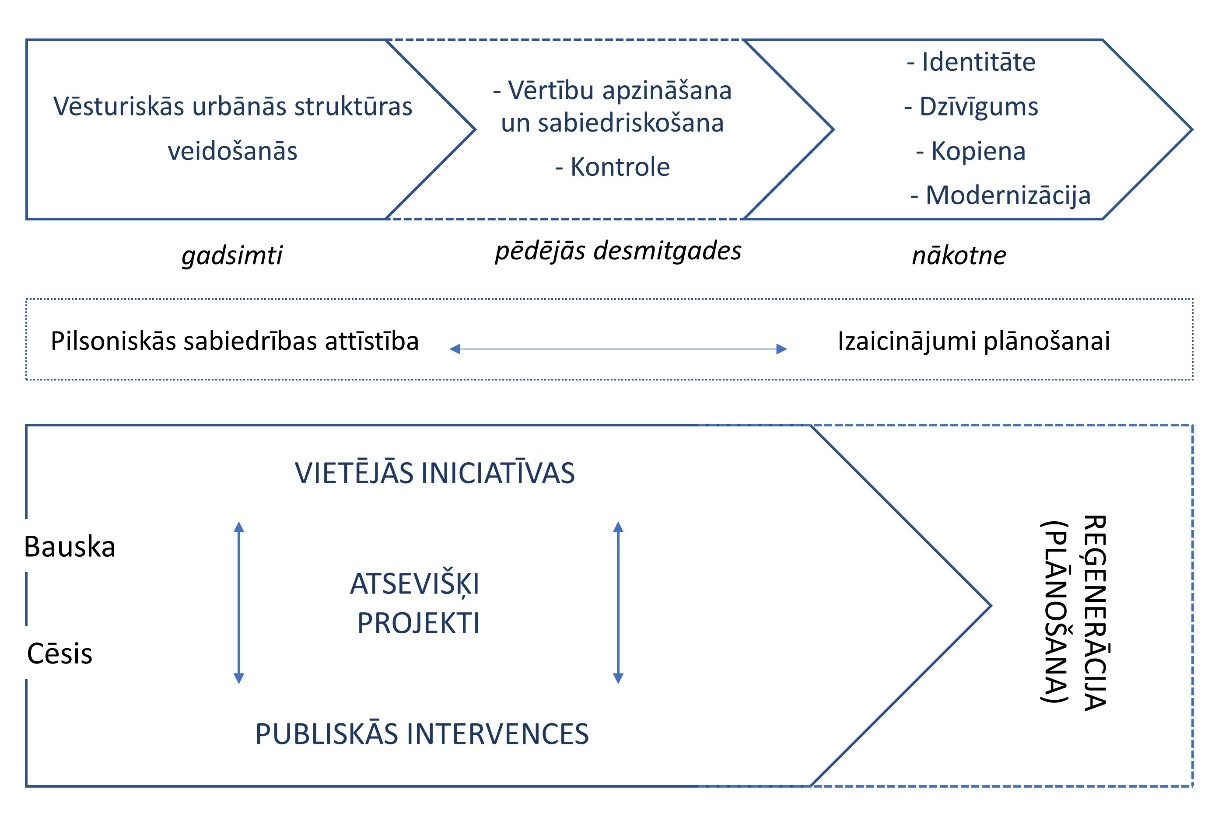 Vēsturiskās urbānās struktūras
veidošanās
- Vērtību apzināšana
un sabiedriskošana
- Kontrole
- Identitāte
- Dzīvīgums
- Kopiena
- Modernizācija
gadsimti
pēdējās desmitgades
nākotne
Pilsoniskās sabiedrības attīstība
Izaicinājumi plānošanai
VIETĒJĀS INICIATĪVAS
Bauska
ATSEVIŠĶI
PROJEKTI
Cēsis
PUBLISKĀS INTERVENCES
REĢENERĀCIJA
(PLĀNOŠANA)